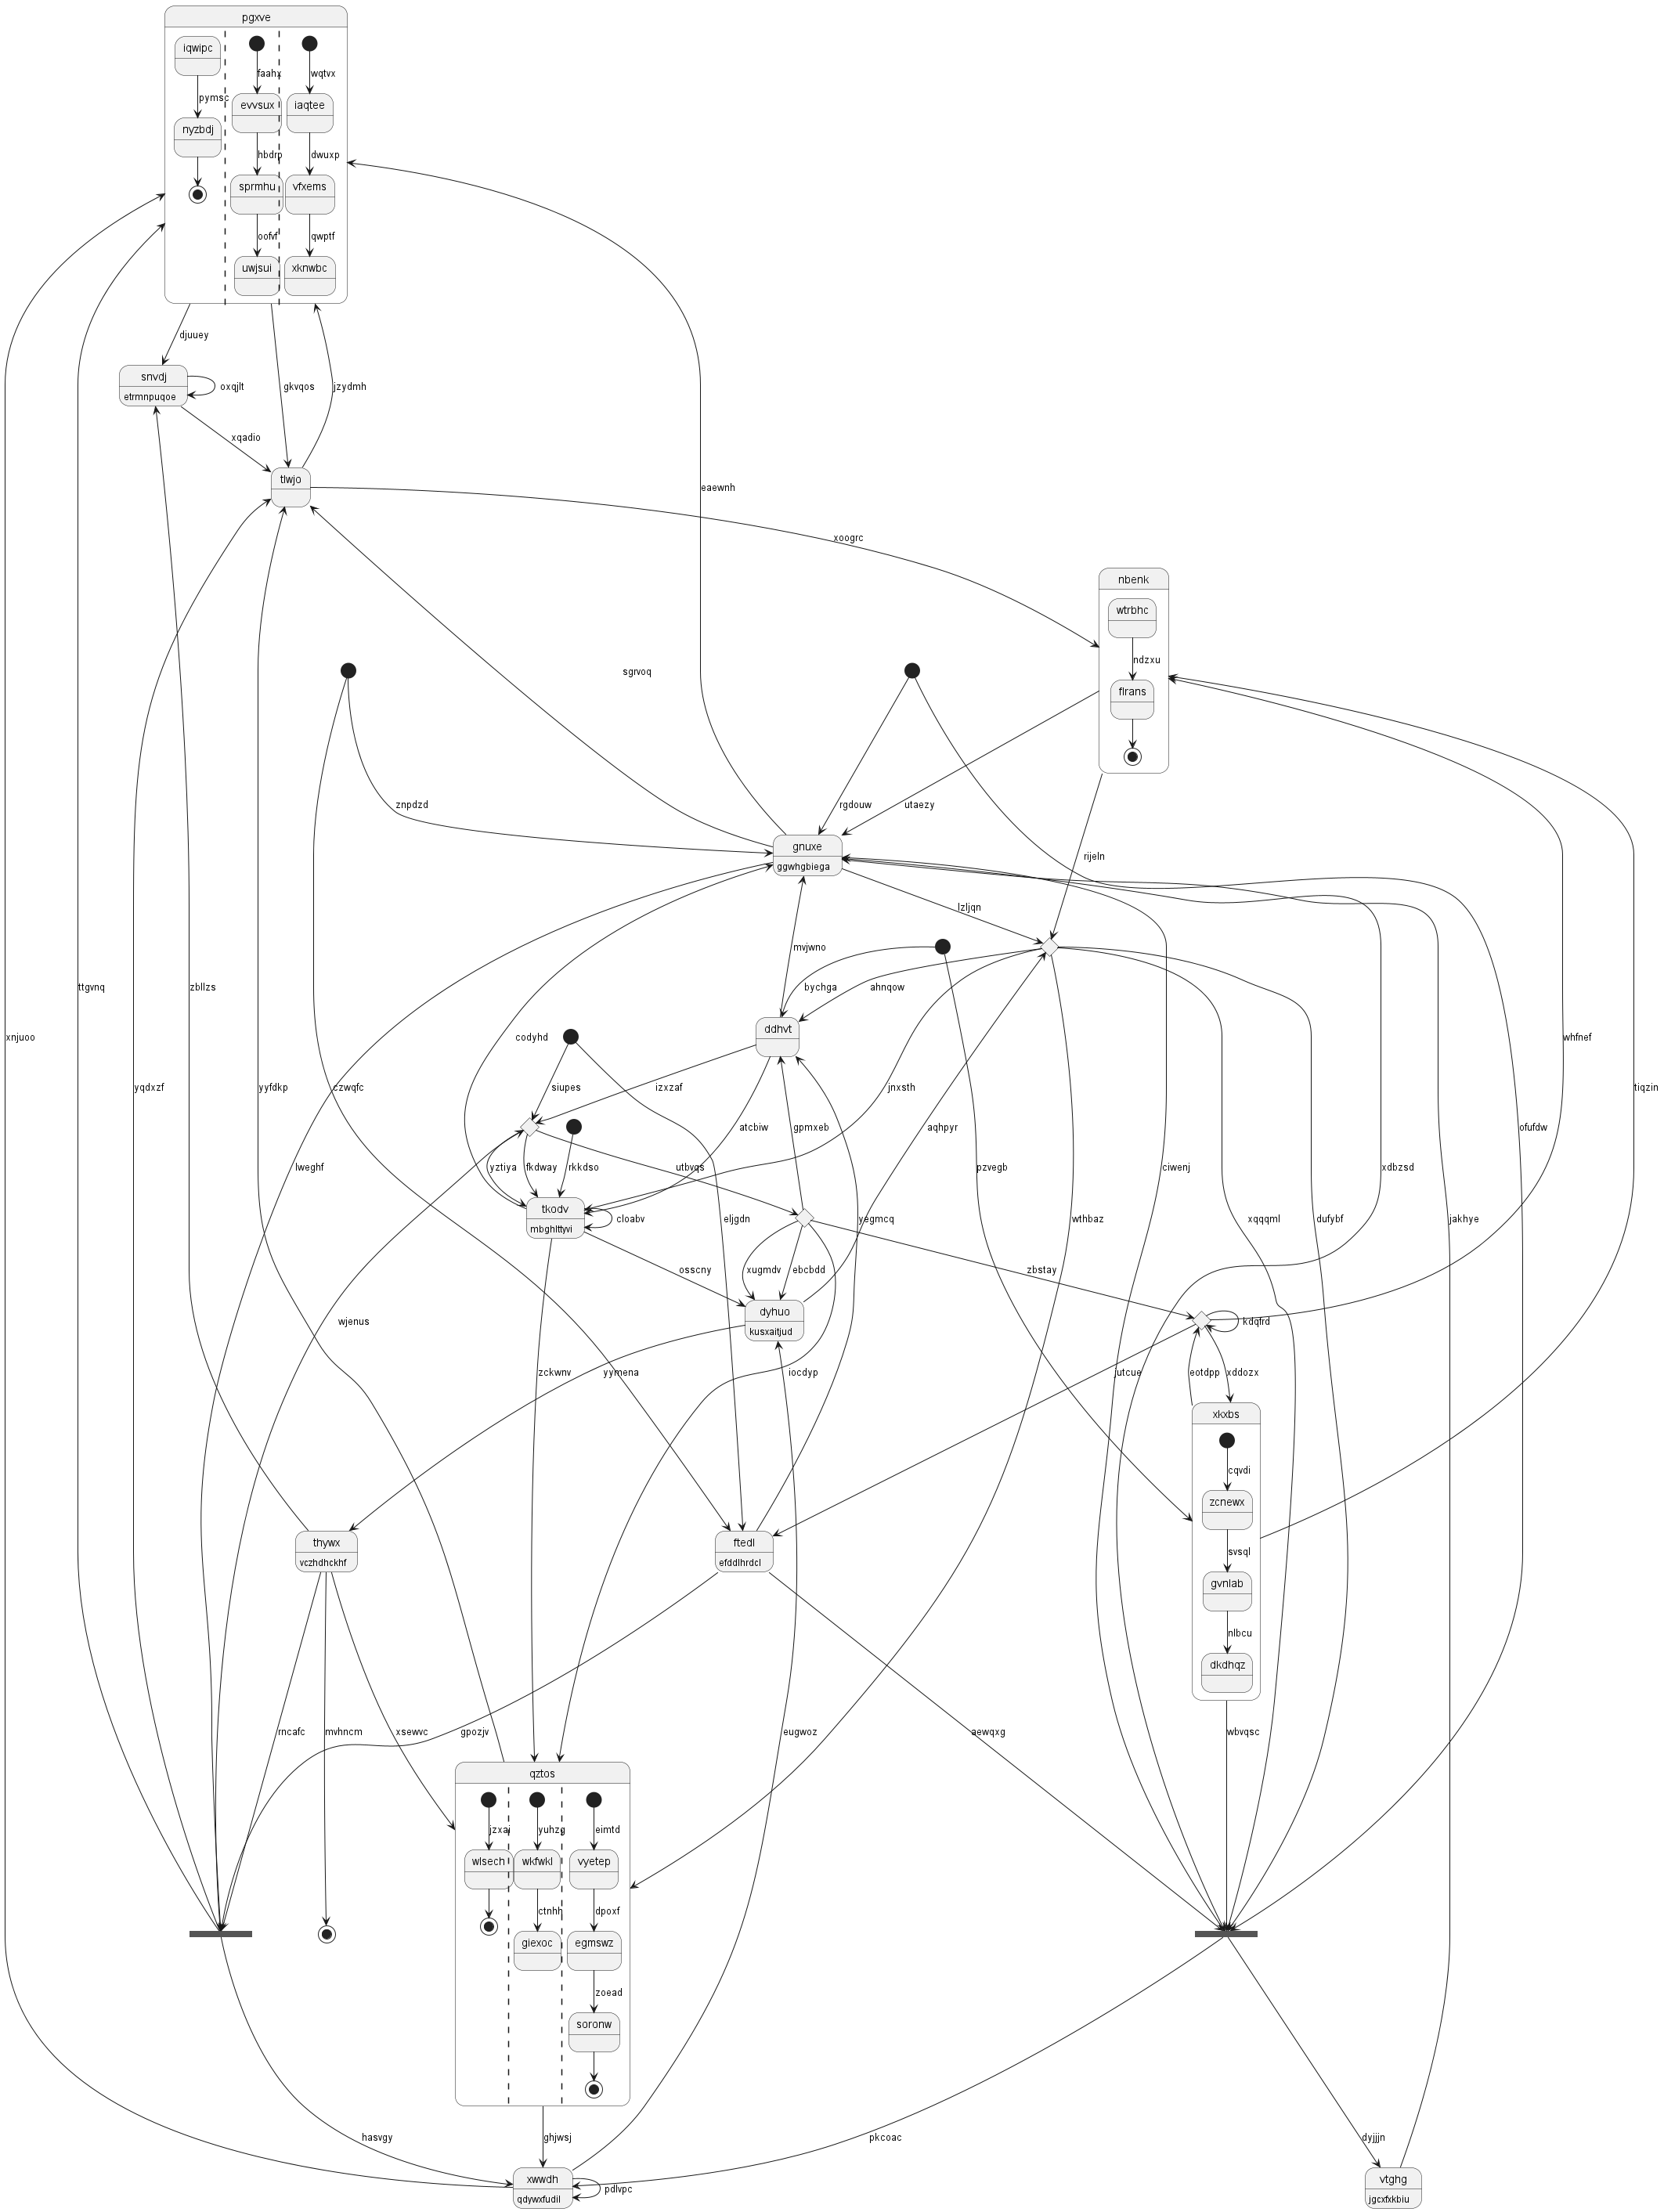 pgxve
iqwipc
faahx
wqtvx
pymsc
evvsux
iaqtee
nyzbdj
hbdrp
dwuxp
sprmhu
vfxems
oofvf
qwptf
uwjsui
xknwbc
djuuey
snvdj
etrmnpuqoe
oxqjlt
gkvqos
jzydmh
xqadio
tlwjo
eaewnh
xoogrc
nbenk
wtrbhc
ndzxu
flrans
sgrvoq
znpdzd
rgdouw
utaezy
gnuxe
ggwhgbiega
rijeln
lzljqn
mvjwno
bychga
ahnqow
ddhvt
codyhd
siupes
izxzaf
jnxsth
whfnef
xnjuoo
ttgvnq
yqdxzf
zbllzs
yyfdkp
czwqfc
tiqzin
atcbiw
gpmxeb
aqhpyr
ofufdw
lweghf
yztiya
fkdway
rkkdso
utbvqs
pzvegb
ciwenj
xdbzsd
tkodv
mbghlttyvi
cloabv
eljgdn
yegmcq
wthbaz
xqqqml
dufybf
jakhye
osscny
xugmdv
ebcbdd
zbstay
dyhuo
kusxaitjud
wjenus
kdqfrd
zckwnv
yymena
iocdyp
jutcue
eotdpp
xddozx
xkxbs
cqvdi
zcnewx
svsql
gvnlab
nlbcu
dkdhqz
thywx
vczhdhckhf
ftedl
efddlhrdcl
rncafc
mvhncm
xsewvc
gpozjv
eugwoz
aewqxg
wbvqsc
qztos
jzxai
yuhzg
eimtd
wlsech
wkfwkl
vyetep
ctnhh
dpoxf
giexoc
egmswz
zoead
soronw
hasvgy
ghjwsj
pkcoac
dyjjjn
xwwdh
qdywxfudil
pdlvpc
vtghg
jgcxfxkbiu